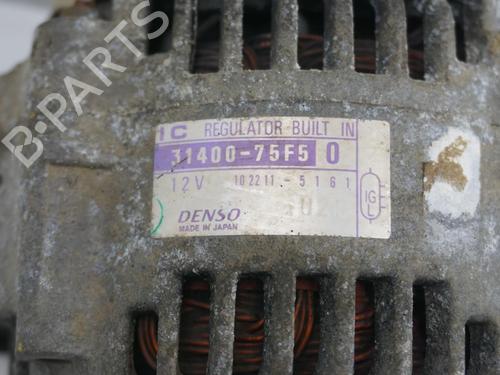 B-PARTS
IC REGULATOR BUILT IN
31400-75F5 0
12V 102211-5161
IG
L
DENSO
MADE IN JAPAN